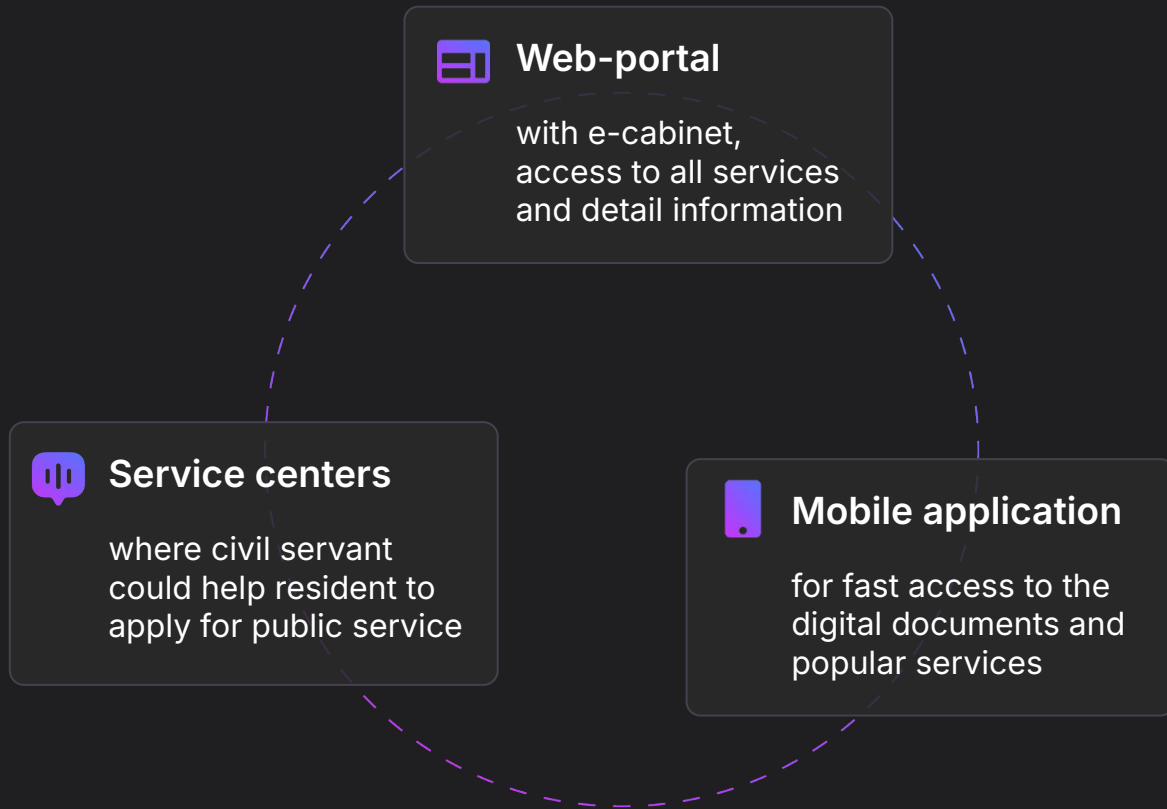 Web-portal
with e-cabinet,
access to all services
and detail information
Service centers
where civil servant
could help resident to
apply for public service
Mobile application
for fast access to the
digital documents and
popular services